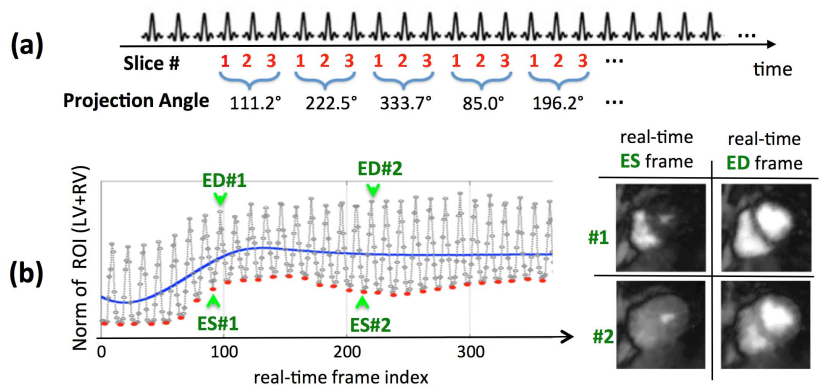 (a)
...
Slice # 1 2 3 1 2 3 1 2 3 1 2 3 1 2 3 ...
time
Projection Angle 111.2° 222.5° 333.7° 85.0° 196.2° ...
(b)
Norm of ROI (LV+RV)
ED#1
ED#2
ES#1
ES#2
0 100 200 300
real-time frame index
real-time
ES frame
real-time
ED frame
#1
#2